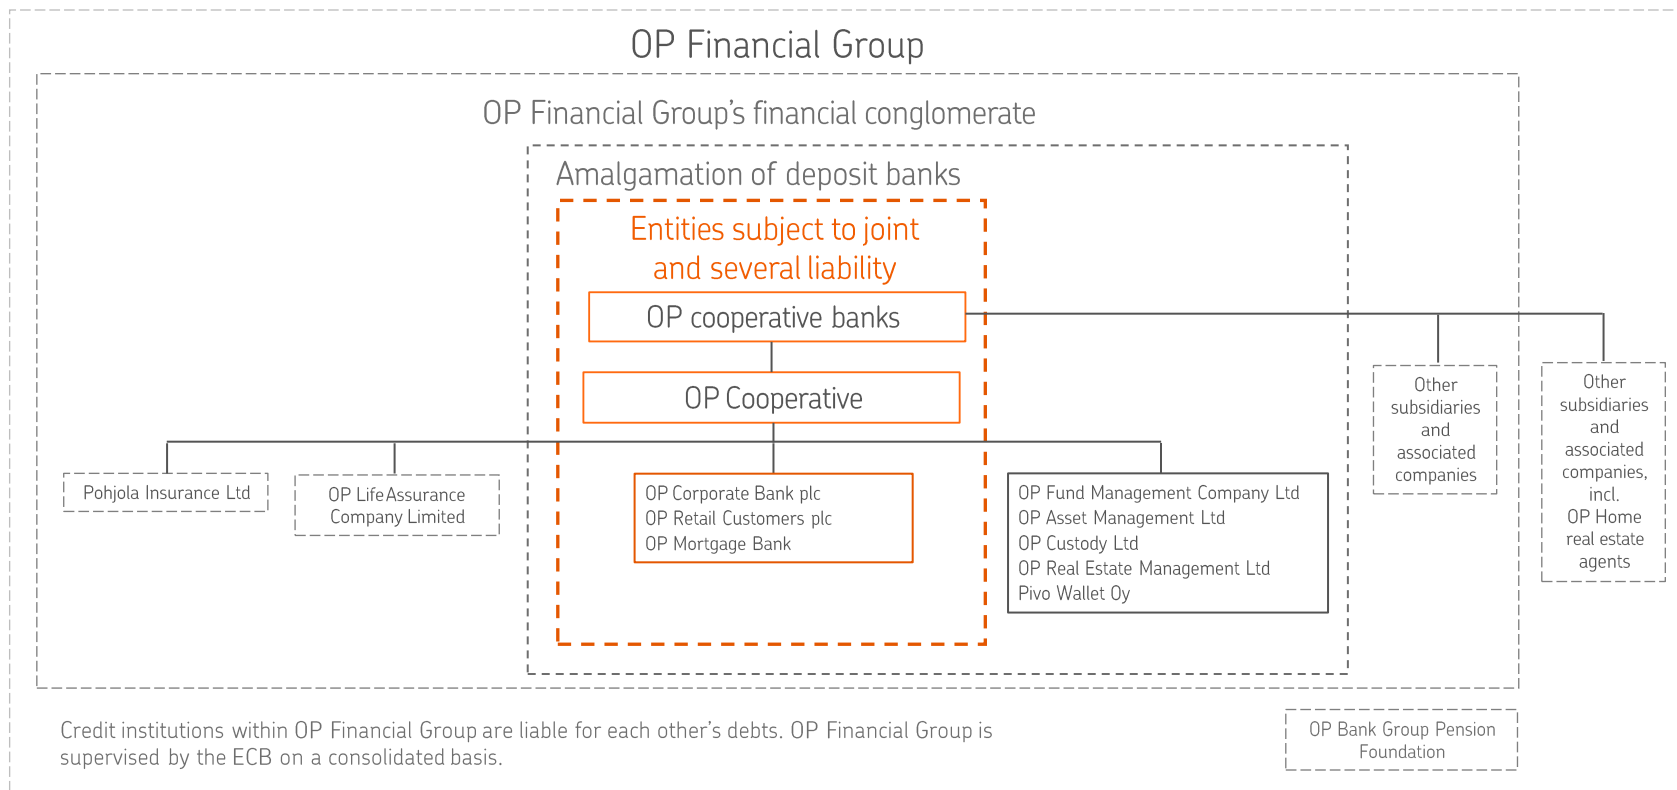 OP Financial Group
OP Financial Group's financial conglomerate
Amalgamation of deposit banks
Entities subject to joint
and several liability
OP cooperative banks
OP Cooperative
Pohjola Insurance Ltd
OP Life Assurance
Company Limited
OP Corporate Bank plc
OP Retail Customers plc
OP Mortgage Bank
OP Fund Management Company Ltd
OP Asset Management Ltd
OP Custody Ltd
OP Real Estate Management Ltd
Pivo Wallet Oy
Other
subsidiaries
and
associated
companies
Other
subsidiaries
and
associated
companies,
incl.
OP Home
real estate
agents
Credit institutions within OP Financial Group are liable for each other's debts. OP Financial Group is
supervised by the ECB on a consolidated basis.
OP Bank Group Pension
Foundation